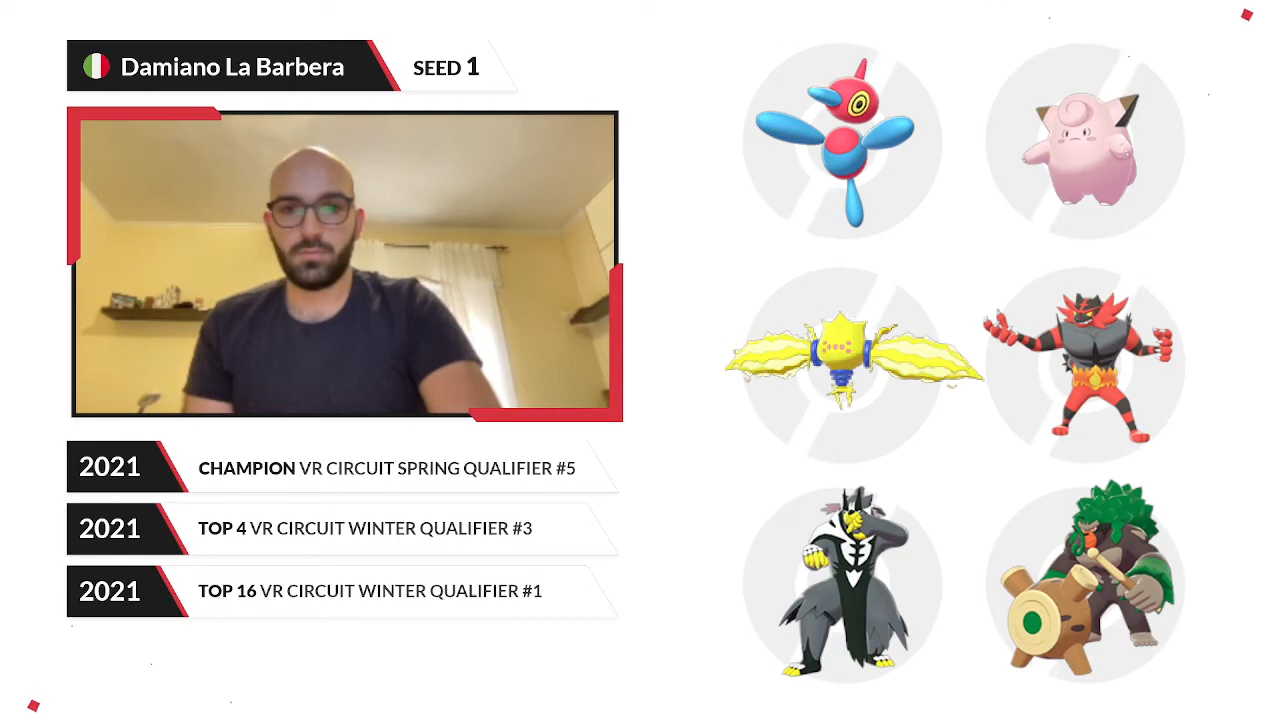 Damiano La Barbera
SEED 1
2021
CHAMPION VR CIRCUIT SPRING QUALIFIER #5
2021
TOP 4 VR CIRCUIT WINTER QUALIFIER #3
2021
TOP 16 VR CIRCUIT WINTER QUALIFIER #1